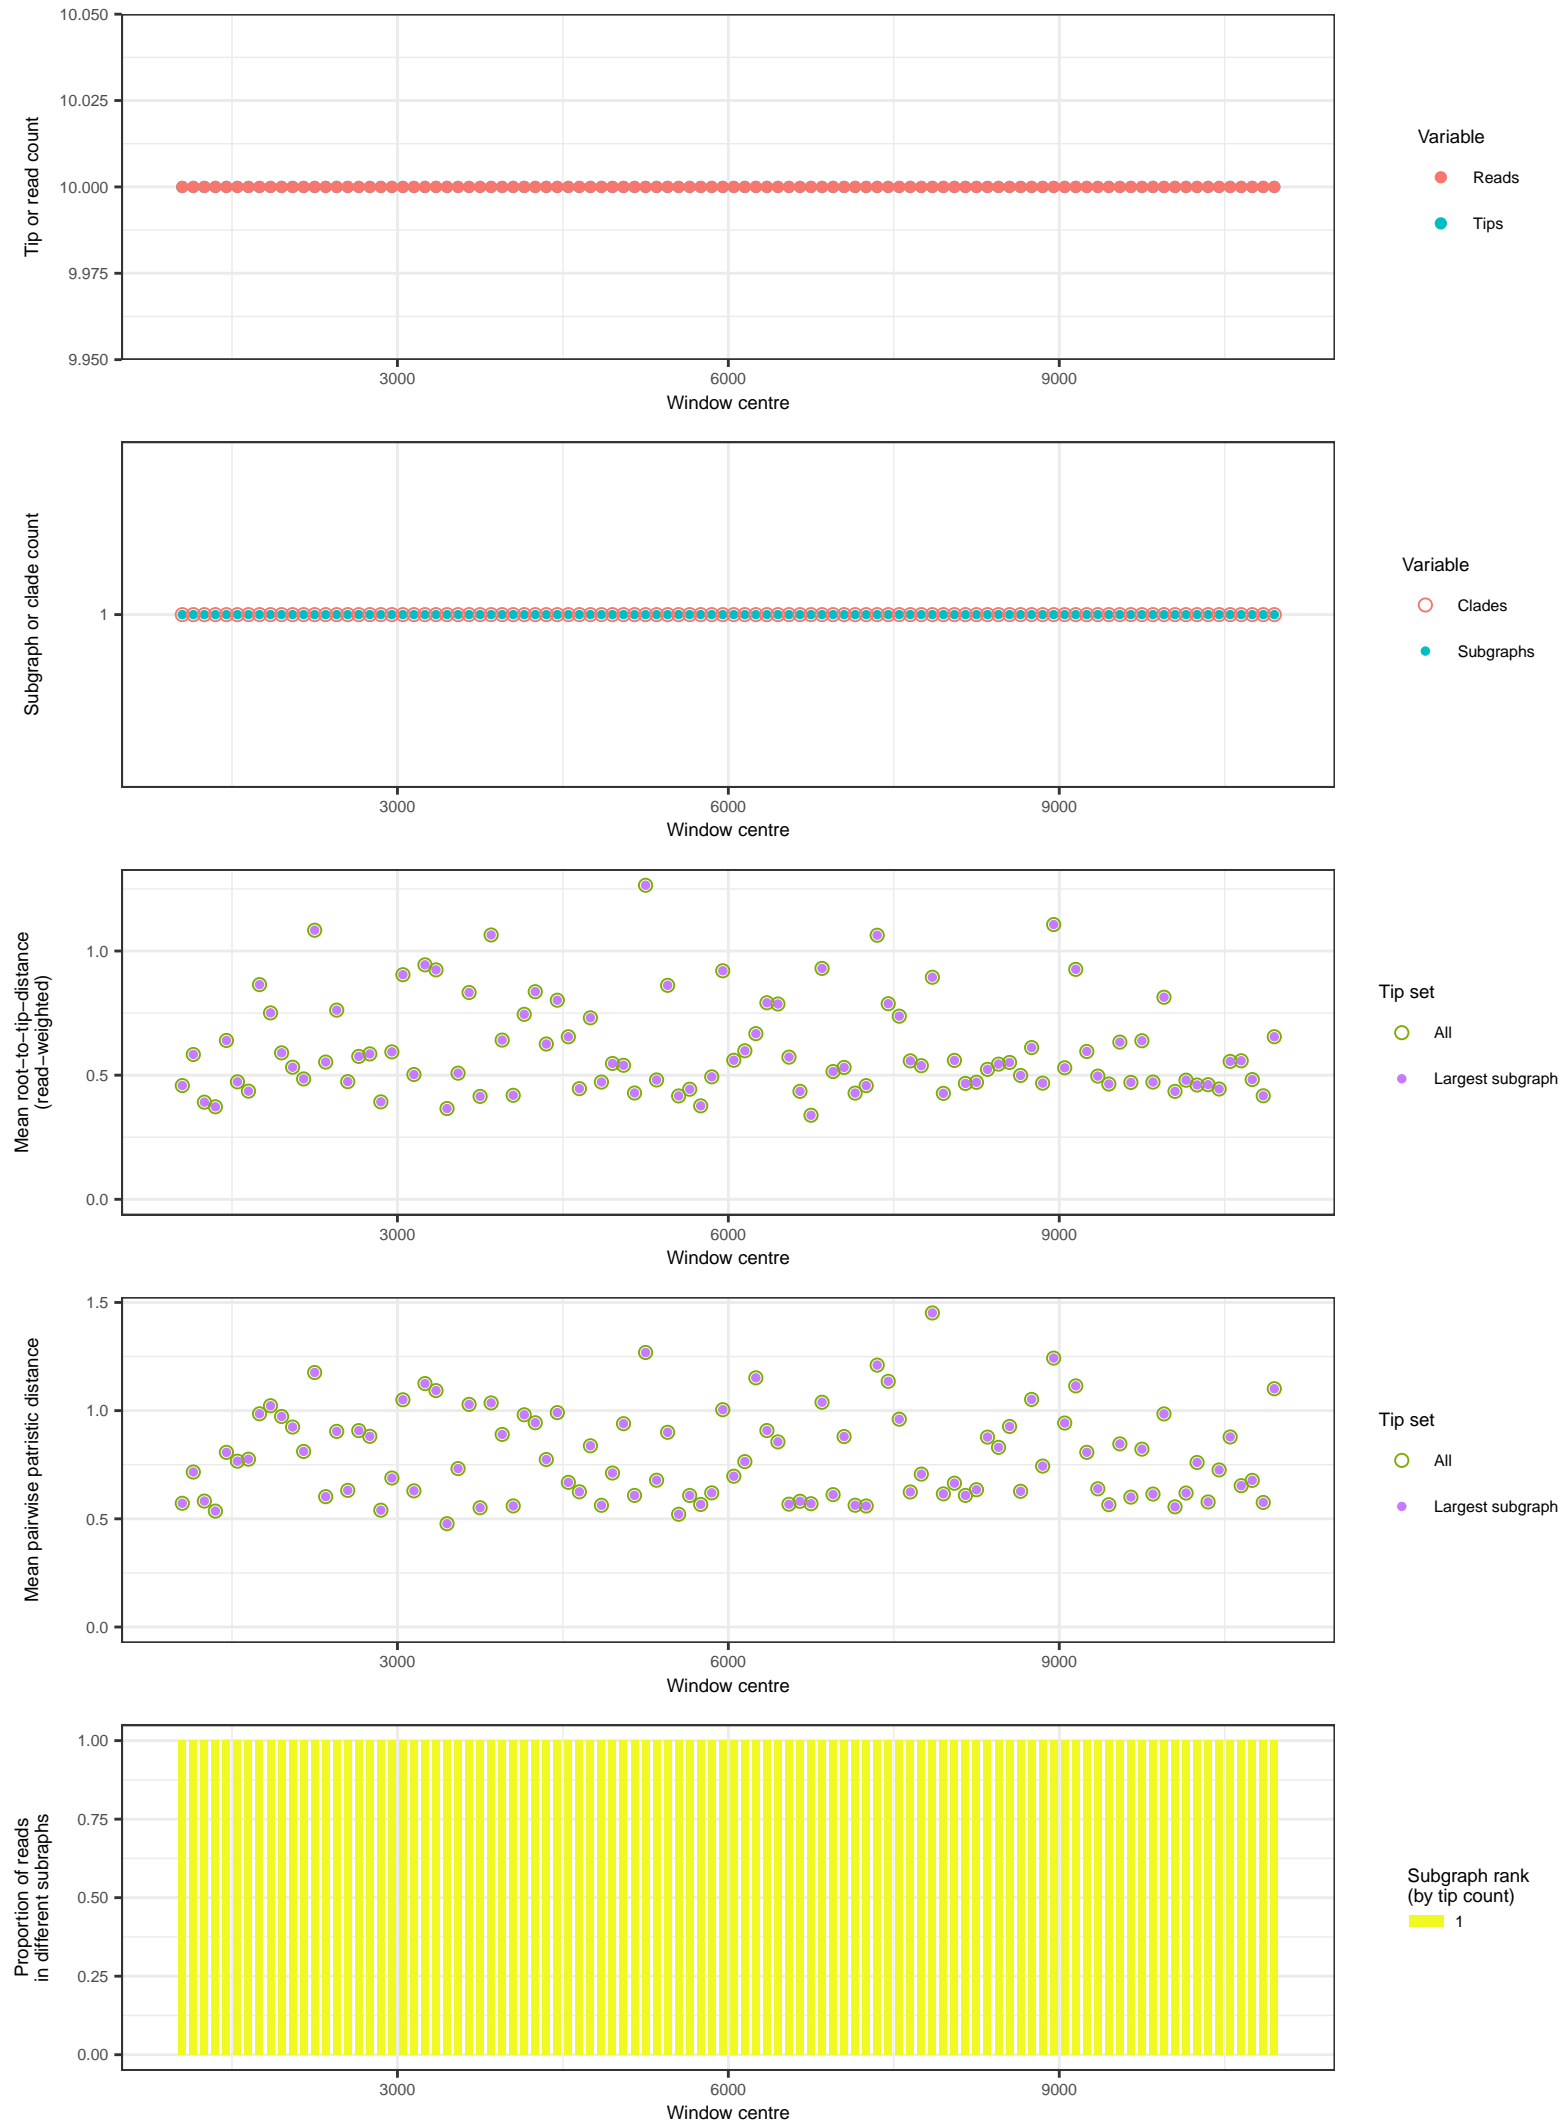 10.050
10.025
10.000
9.975
9.950
Tip or read count
3000
6000
9000
Window centre
Variable
Reads
Tips
1
Subgraph or clade count
3000
6000
9000
Window centre
Variable
Clades
Subgraphs
1.0
0.5
0.0
Mean root−to−tip−distance
(read−weighted)
3000
6000
9000
Window centre
Tip set
All
Largest subgraph
1.5
1.0
0.5
0.0
Mean pairwise patristic distance
3000
6000
9000
Window centre
Tip set
All
Largest subgraph
1.00
0.75
0.50
0.25
0.00
Proportion of reads
in different subraphs
3000
6000
9000
Window centre
Subgraph rank
(by tip count)
1